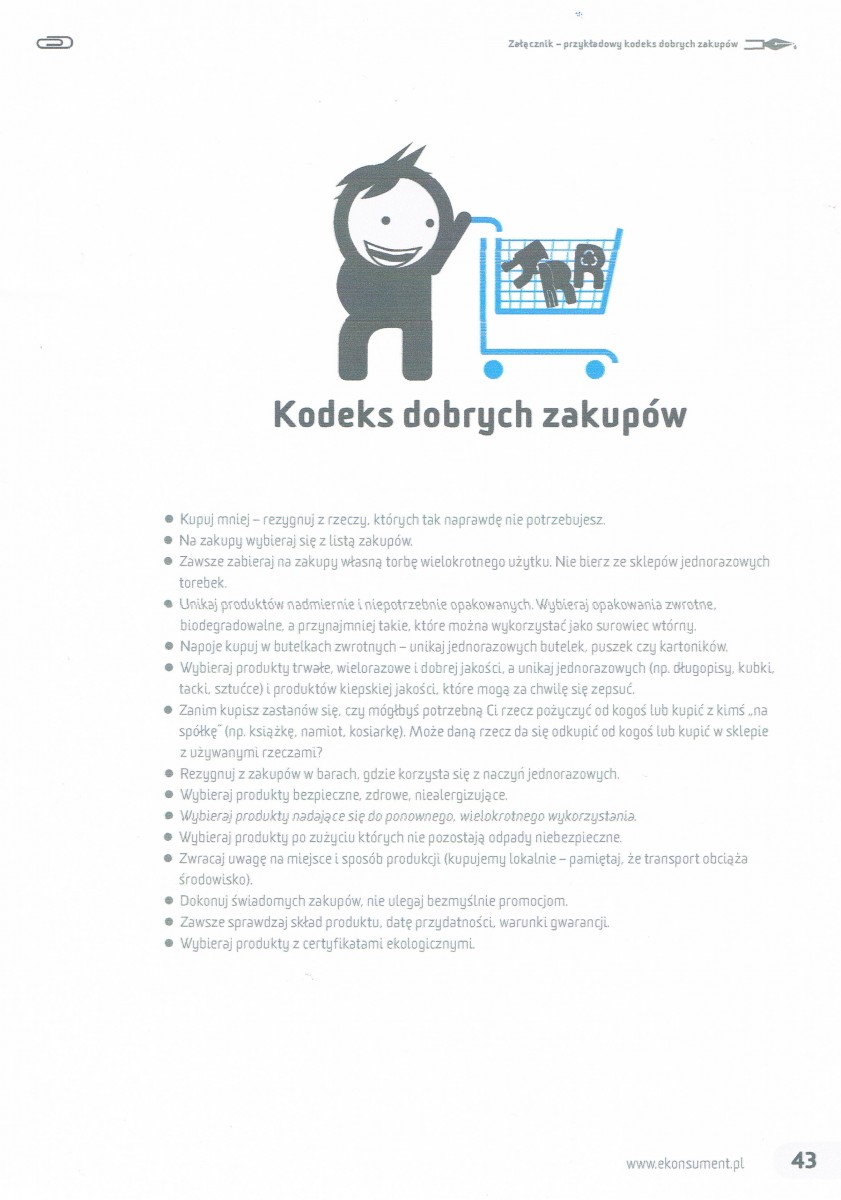 Załącznik – przykładowy kodeks dobrych zakupów
Kodeks dobrych zakupów
● Kupuj mniej – rezygnuj z rzeczy, których tak naprawdę nie potrzebujesz.
● Na zakupy wybieraj się z listą zakupów.
● Zawsze zabieraj na zakupy własną torbę wielokrotnego użytku. Nie bierz ze sklepów jednorazowych
torebek.
● Unikaj produktów nadmiernie i niepotrzebnie opakowanych. Wybieraj opakowania zwrotne,
biodegradowalne, a przynajmniej takie, które można wykorzystać jako surowiec wtórny.
● Napoje kupuj w butelkach zwrotnych – unikaj jednorazowych butelek, puszek czy kartoników.
● Wybieraj produkty trwałe, wielorazowe i dobrej jakości, a unikaj jednorazowych (np. długopisy, kubki,
tacki, sztućce) i produktów kiepskiej jakości, które mogą za chwilę się zepsuć.
● Zanim kupisz zastanów się, czy mógłbyś potrzebną Ci rzecz pożyczyć od kogoś lub kupić z kimś „na
spółkę" (np. książkę, namiot, kosiarkę). Może daną rzecz da się odkupić od kogoś lub kupić w sklepie
z używanymi rzeczami?
● Rezygnuj z zakupów w barach, gdzie korzysta się z naczyń jednorazowych.
● Wybieraj produkty bezpieczne, zdrowe, niealergizujące.
● Wybieraj produkty nadające się do ponownego, wielokrotnego wykorzystania.
● Wybieraj produkty po zużyciu których nie pozostają odpady niebezpieczne.
● Zwracaj uwagę na miejsce i sposób produkcji (kupujemy lokalnie – pamiętaj, że transport obciąża
środowisko).
● Dokonuj świadomych zakupów, nie ulegaj bezmyślnie promocjom.
● Zawsze sprawdzaj skład produktu, datę przydatności, warunki gwarancji.
● Wybieraj produkty z certyfikatami ekologicznymi.
www.ekonsument.pl 43